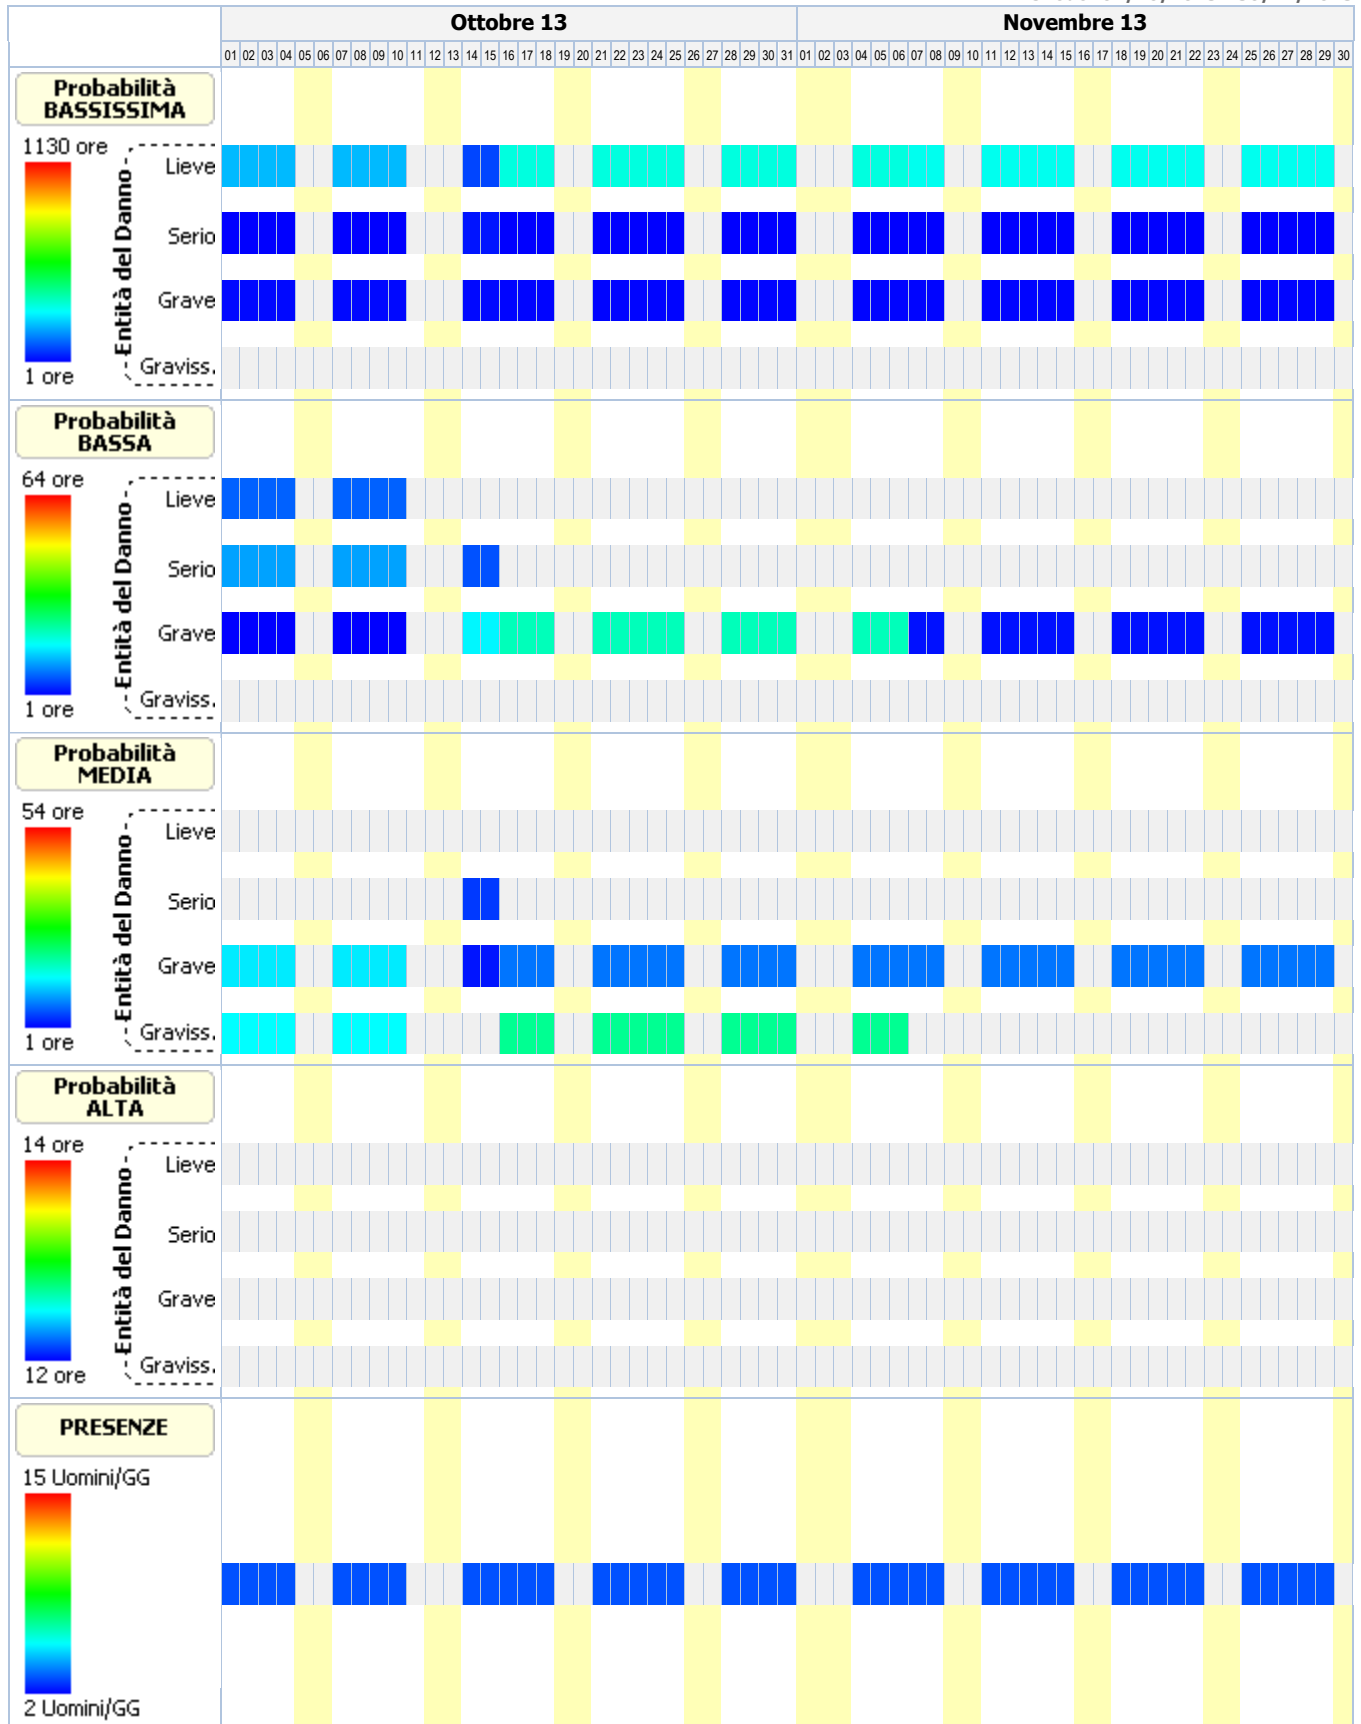 Ottobre 13 Novembre 13
01 02 03 04 05 06 07 08 09 10 11 12 13 14 15 16 17 18 19 20 21 22 23 24 25 26 27 28 29 30 31 01 02 03 04 05 06 07 08 09 10 11 12 13 14 15 16 17 18 19 20 21 22 23 24 25 26 27 28 29 30
Probabilità
BASSISSIMA
1130 ore
Entità del Danno
Lieve
Serio
Grave
Graviss.
1 ore
Probabilità
BASSA
64 ore
Entità del Danno
Lieve
Serio
Grave
Graviss.
1 ore
Probabilità
MEDIA
54 ore
Entità del Danno
Lieve
Serio
Grave
Graviss.
1 ore
Probabilità
ALTA
14 ore
Entità del Danno
Lieve
Serio
Grave
Graviss.
12 ore
PRESENZE
15 Uomini/GG
2 Uomini/GG